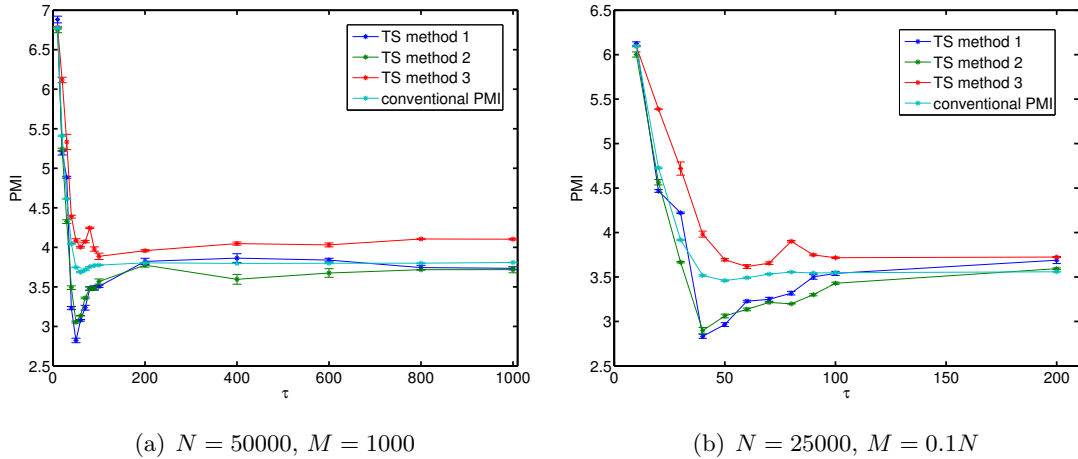 7
6.5
6
5.5
5
4.5
4
3.5
3
2.5
PMI
0
200
400
600
800
1000
τ
TS method 1
TS method 2
TS method 3
conventional PMI
(a) N = 50000, M = 1000
6.5
6
5.5
5
4.5
4
3.5
3
2.5
PMI
0
50
100
150
200
τ
TS method 1
TS method 2
TS method 3
conventional PMI
(b) N = 25000, M = 0.1N